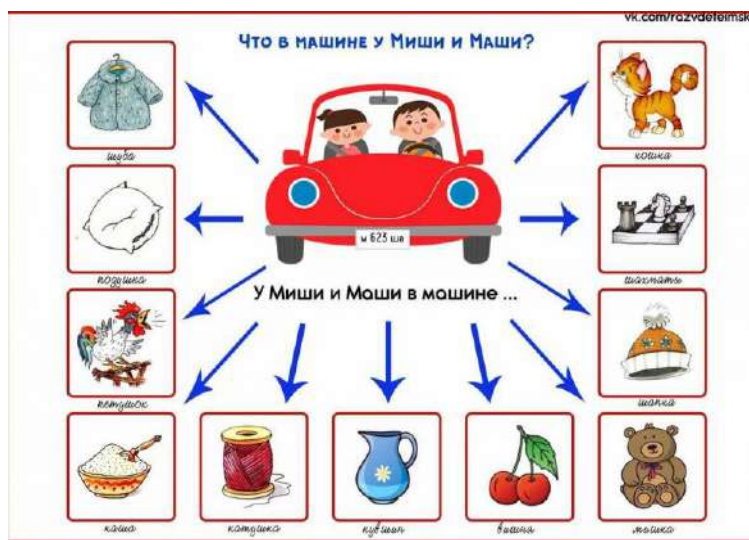 vk.com/razvdeteimsk
Что в машине у Миши и Маши?
шуба
кошка
подушка
шахматы
м 623 шв
У Миши и Маши в машине ...
петушок
шапка
каша
катушка
кувшин
вишня
мишка